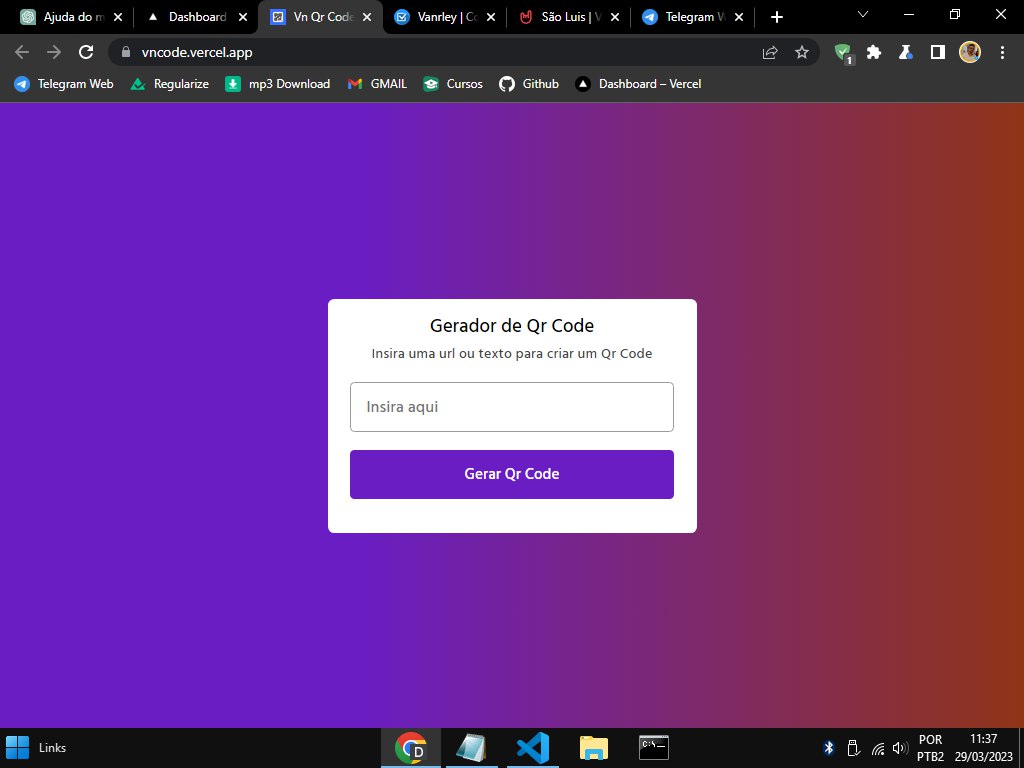 Ajuda do m
Dashboard
Vn Qr Code
Vanrley | Co
São Luis | V
Telegram W
vncode.vercel.app
1
Telegram Web
Regularize
mp3 Download
GMAIL
Cursos
Github
Dashboard – Vercel
Gerador de Qr Code
Insira uma url ou texto para criar um Qr Code
Insira aqui
Gerar Qr Code
Links
D
C:\
POR
PTB2
11:37
29/03/2023